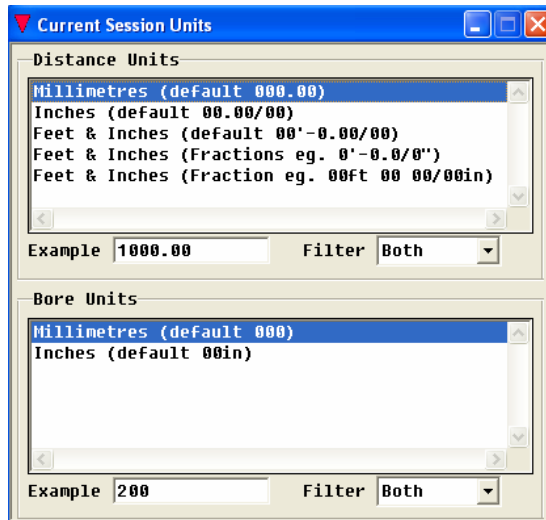 Current Session Units
Distance Units
Millimetres (default 000.00)
Inches (default 00.00/00)
Feet & Inches (default 00'-0.00/00)
Feet & Inches (Fractions eg. 0'-0.0/0")
Feet & Inches (Fraction eg. 00ft 00 00/00in)
Example 1000.00 Filter Both
Bore Units
Millimetres (default 000)
Inches (default 00in)
Example 200 Filter Both